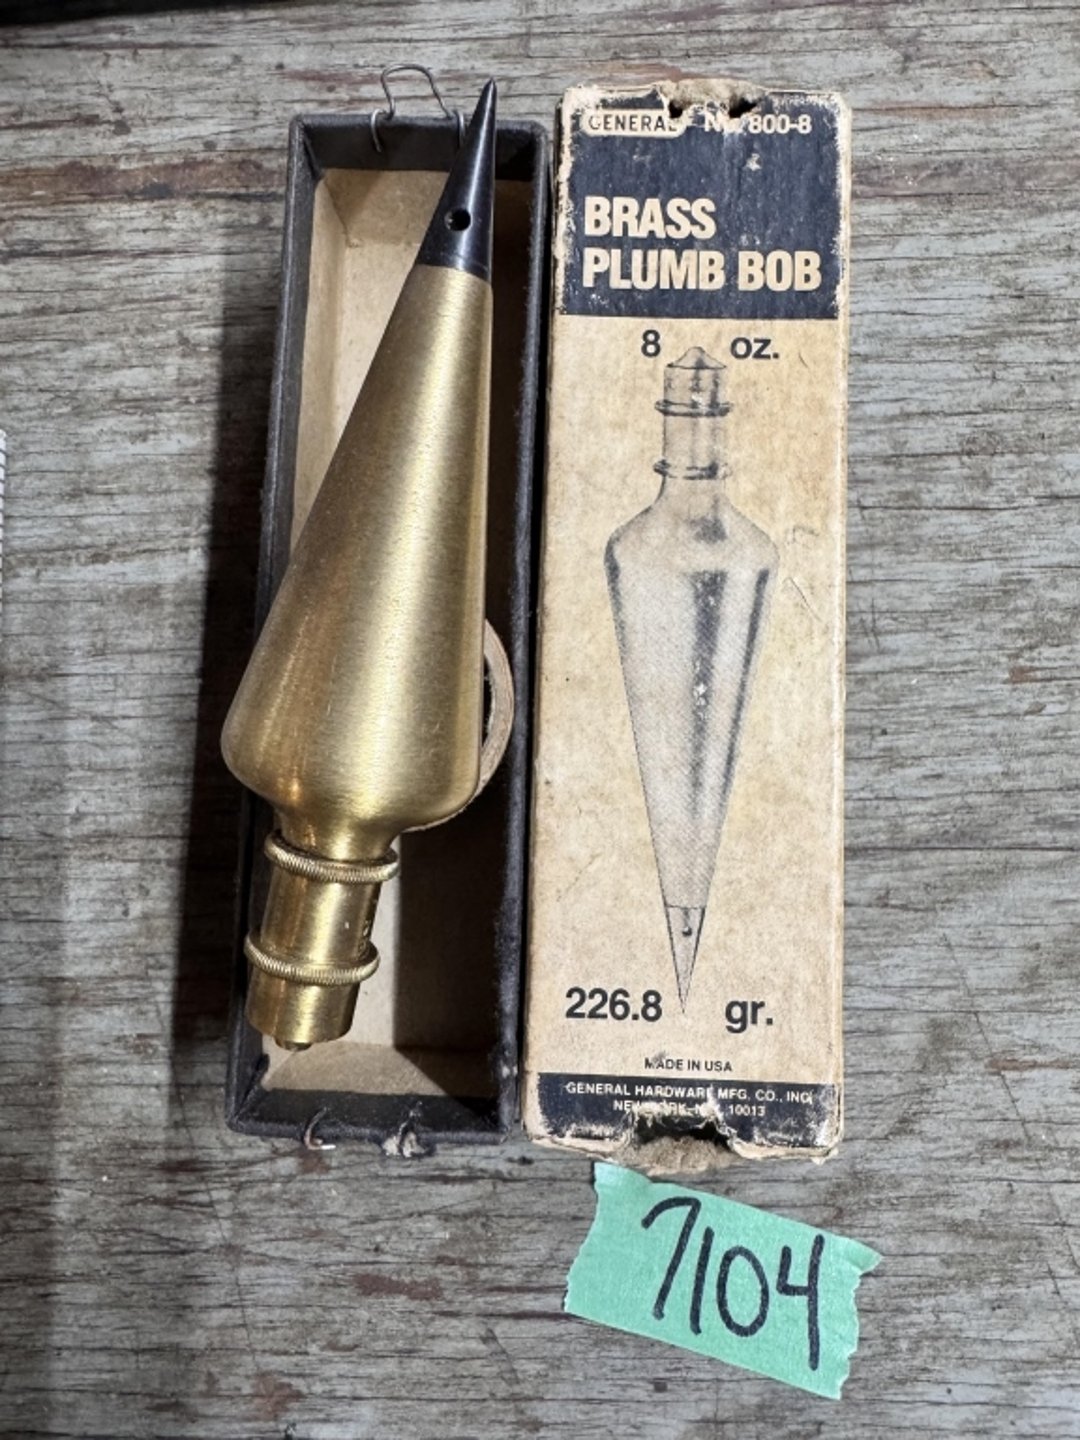 GENERAL No. 800-8
BRASS
PLUMB BOB
8 oz.
226.8 gr.
MADE IN USA
GENERAL HARDWARE MFG. CO., INC.
10013
7104